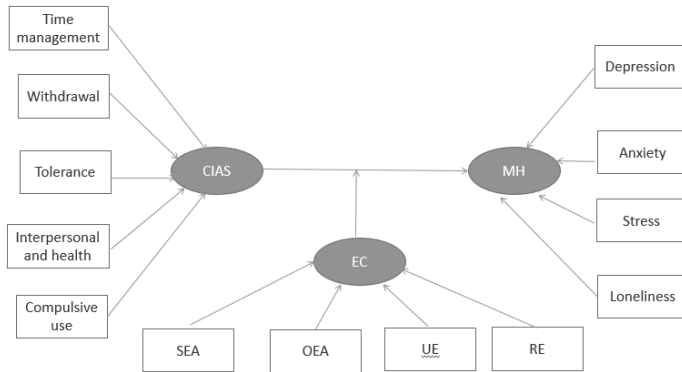 Time
management
Withdrawal
Tolerance
Interpersonal
and health
Compulsive
use
CIAS
MH
EC
Depression
Anxiety
Stress
Loneliness
SEA
OEA
UE
RE